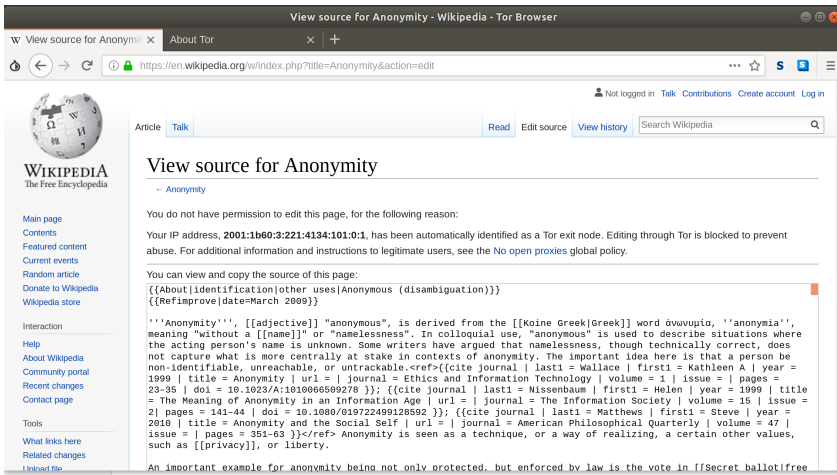 View source for Anonymity - Wikipedia - Tor Browser
W View source for Anonymit
About Tor
https://en.wikipedia.org/w/index.php?title=Anonymity&action=edit
Not logged in Talk Contributions Create account Log in
Article Talk Read Edit source View history Search Wikipedia
WIKIPEDIA
The Free Encyclopedia
Main page
Contents
Featured content
Current events
Random article
Donate to Wikipedia
Wikipedia store
Interaction
Help
About Wikipedia
Community portal
Recent changes
Contact page
Tools
What links here
Related changes
Upload file
View source for Anonymity
← Anonymity
You do not have permission to edit this page, for the following reason:
Your IP address, 2001:1b60:3:221:4134:101:0:1, has been automatically identified as a Tor exit node. Editing through Tor is blocked to prevent
abuse. For additional information and instructions to legitimate users, see the No open proxies global policy.
You can view and copy the source of this page:
{{About|identification|other uses|Anonymous (disambiguation)}}
{{Refimprove|date=March 2009}}
'''Anonymity''', [[adjective]] "anonymous", is derived from the [[Koine Greek|Greek]] word ἀνωνυμία, ''anonymia'',
meaning "without a [[name]]" or "namelessness". In colloquial use, "anonymous" is used to describe situations where
the acting person's name is unknown. Some writers have argued that namelessness, though technically correct, does
not capture what is more centrally at stake in contexts of anonymity. The important idea here is that a person be
non-identifiable, unreachable, or untrackable.<ref>{{cite journal | last1 = Wallace | first1 = Kathleen A | year =
1999 | title = Anonymity | url = | journal = Ethics and Information Technology | volume = 1 | issue = | pages =
23–35 | doi = 10.1023/A:1010066509278 }}; {{cite journal | last1 = Nissenbaum | first1 = Helen | year = 1999 | title
= The Meaning of Anonymity in an Information Age | url = | journal = The Information Society | volume = 15 | issue =
2| pages = 141–44 | doi = 10.1080/019722499128592 }}; {{cite journal | last1 = Matthews | first1 = Steve | year =
2010 | title = Anonymity and the Social Self | url = | journal = American Philosophical Quarterly | volume = 47 |
issue = | pages = 351–63 }}</ref> Anonymity is seen as a technique, or a way of realizing, a certain other values,
such as [[privacy]], or liberty.
An important example for anonymity being not only protected, but enforced by law is the vote in [[Secret ballot|free